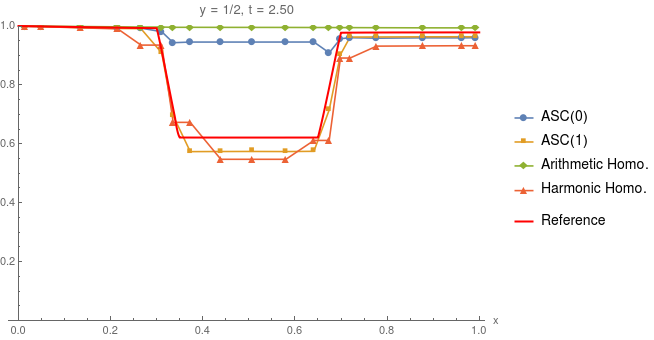 y = 1/2, t = 2.50
1.0
0.8
0.6
0.4
0.2
0.0 0.2 0.4 0.6 0.8 1.0
x
ASC(0)
ASC(1)
Arithmetic Homo.
Harmonic Homo.
Reference